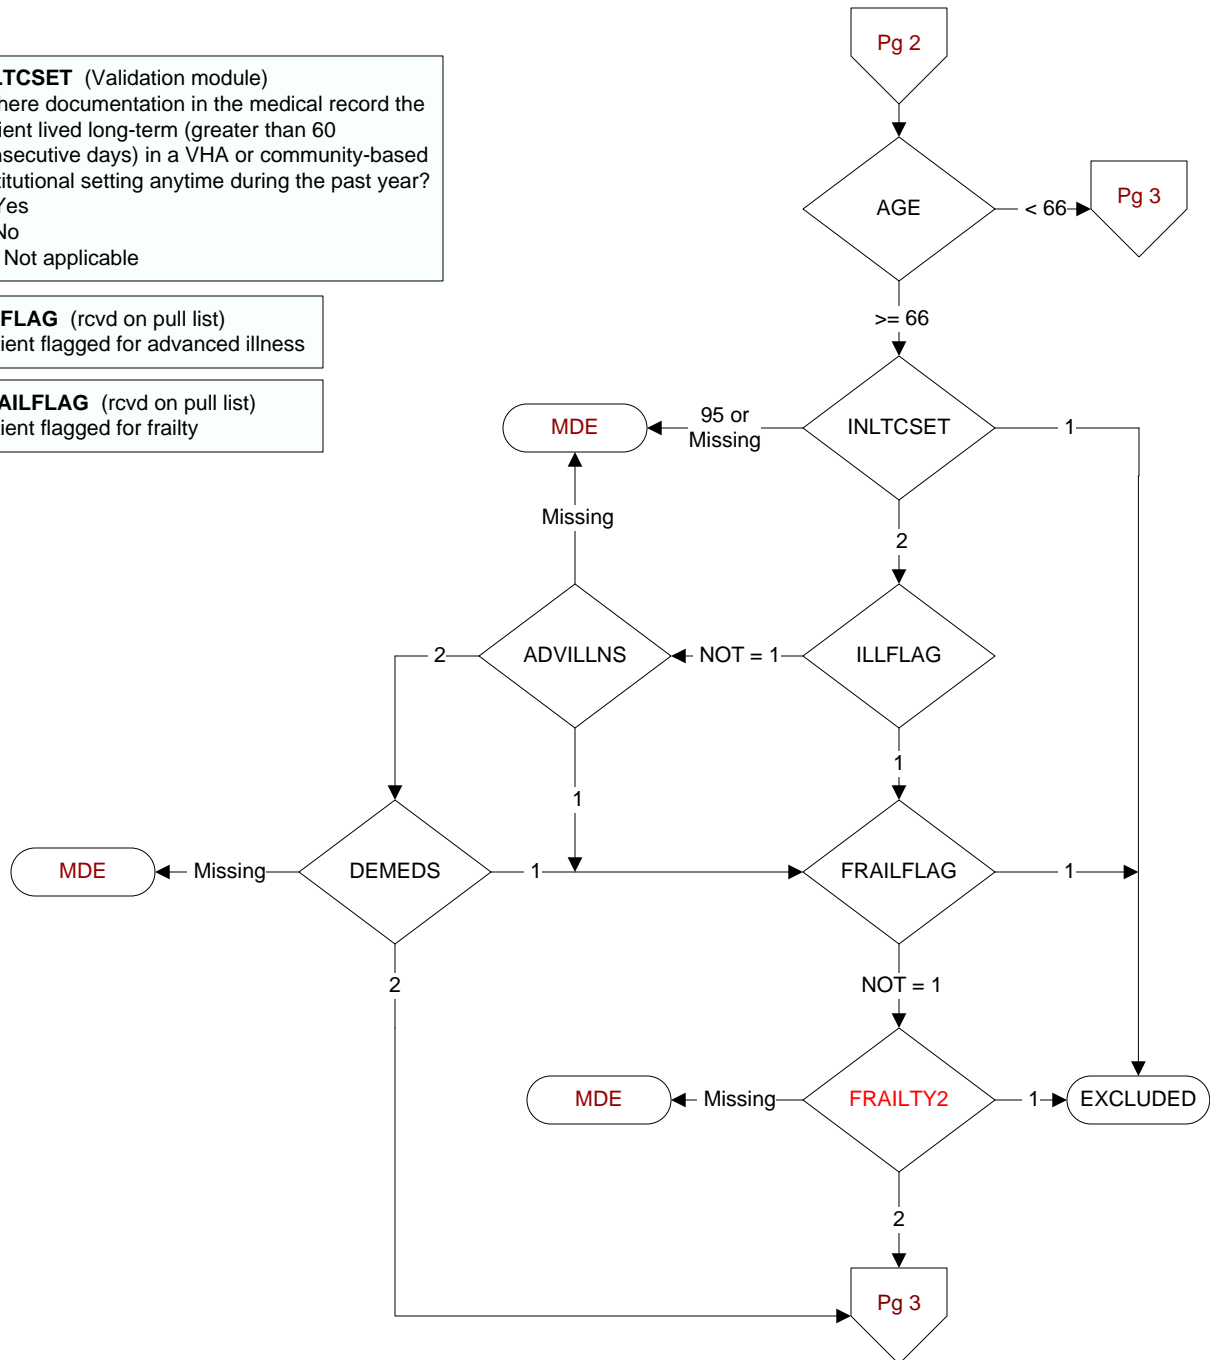 Pg 2
LTCSET (Validation module)
here documentation in the medical record the
ient lived long-term (greater than 60
nsecutive days) in a VHA or community-based
titutional setting anytime during the past year?
Yes
No
Not applicable
AGE
< 66
Pg 3
FLAG (rcvd on pull list)
ient flagged for advanced illness
>= 66
AILFLAG (rcvd on pull list)
ient flagged for frailty
MDE
95 or
Missing
INLTCSET
1
Missing
2
2
ADVILLNS
NOT = 1
ILLFLAG
1
1
MDE
Missing
DEMEDS
1
FRAILFLAG
1
2
NOT = 1
MDE
Missing
FRAILTY2
1
EXCLUDED
2
Pg 3